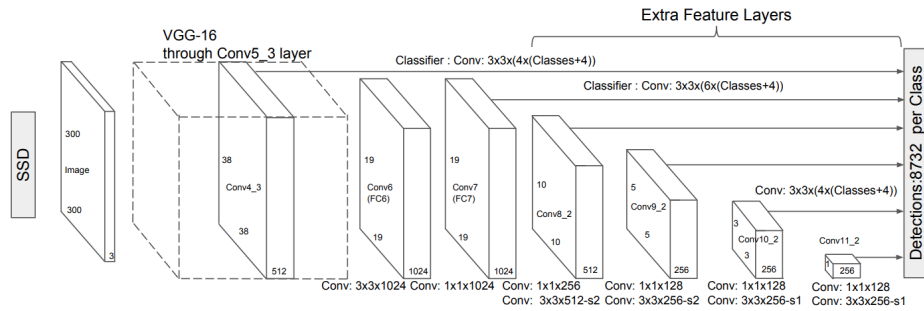 Extra Feature Layers
VGG-16
through Conv5_3 layer
Classifier : Conv: 3x3x(4x(Classes+4))
Classifier : Conv: 3x3x(6x(Classes+4))
Conv: 3x3x(4x(Classes+4))
SSD
300
Image
300
3
38
Conv4_3
38
512
19
Conv6
(FC6)
19
1024
19
Conv7
(FC7)
19
1024
10
Conv8_2
10
512
5
Conv9_2
5
256
3
Conv10_2
3
256
Conv11_2
1
256
Detections:8732 per Class
Conv: 3x3x1024
Conv: 1x1x1024
Conv: 1x1x256
Conv: 3x3x512-s2
Conv: 1x1x128
Conv: 3x3x256-s2
Conv: 1x1x128
Conv: 3x3x256-s1
Conv: 1x1x128
Conv: 3x3x256-s1